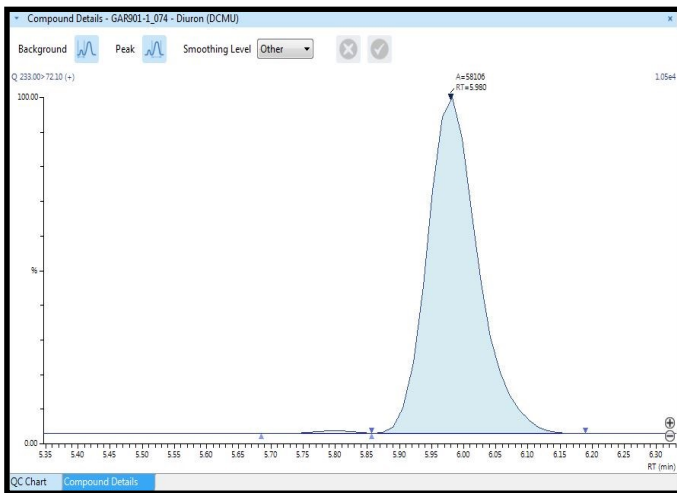 Compound Details - GAR901-1_074 - Diuron (DCMU)
Background Peak Smoothing Level Other
Q 233.00>72.10 (+) A=58106 1.05e4
RT=5.980
100.00
%
0.00
5.35 5.40 5.45 5.50 5.55 5.60 5.65 5.70 5.75 5.80 5.85 5.90 5.95 6.00 6.05 6.10 6.15 6.20 6.25 6.30
RT (min)
QC Chart Compound Details